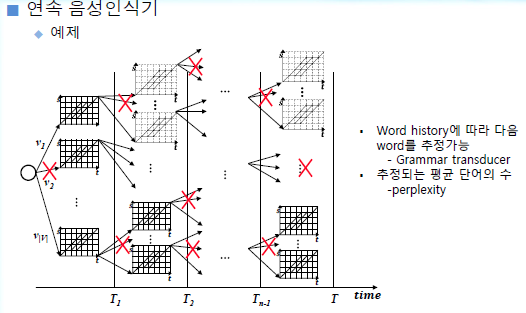 연속 음성인식기
예제
v1
v2
v|V|
s
t
s
t
s
t
s
t
s
t
s
t
s
t
s
t
s
t
s
t
s
t
...
...
...
T1
T2
Tn-1
T
time
Word history에 따라 다음
word를 추정가능
- Grammar transducer
추정되는 평균 단어의 수
-perplexity